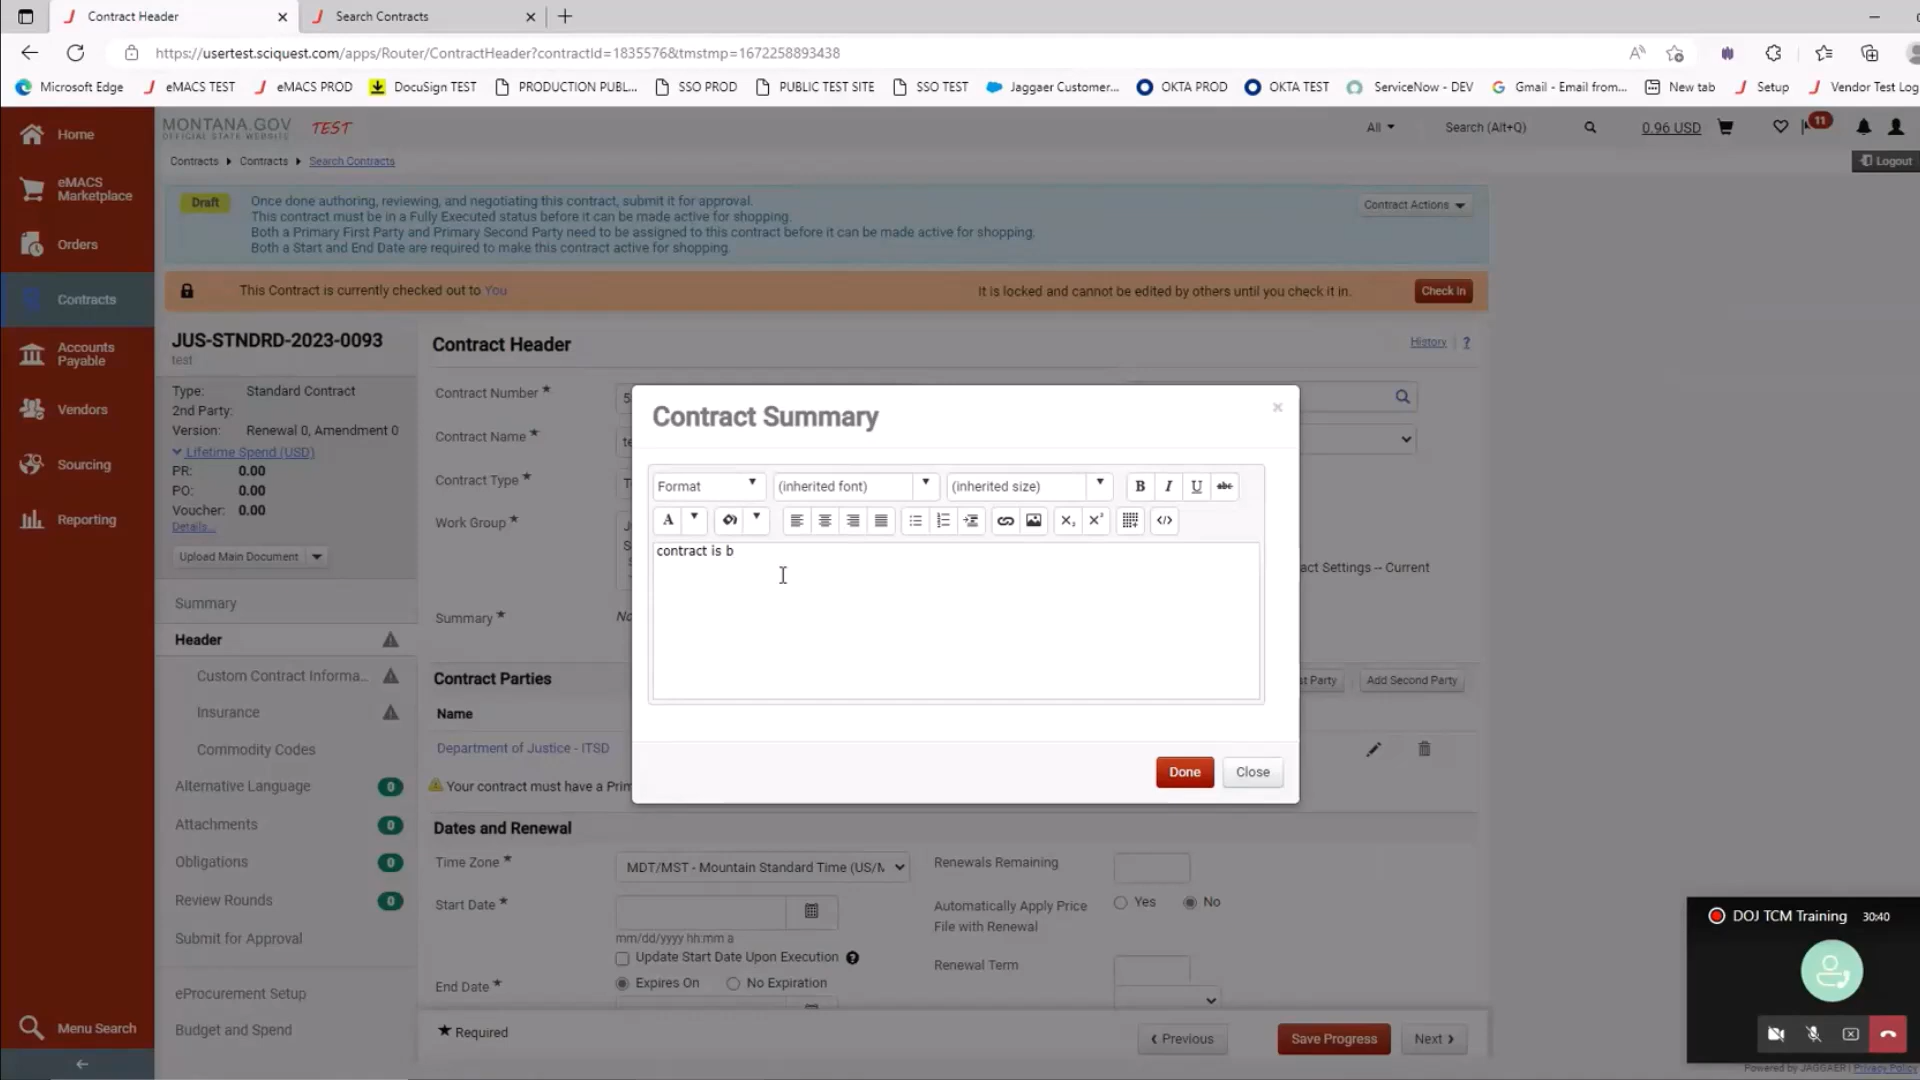 Contract Header
Search Contracts
https://usertest.sciquest.com/apps/Router/ContractHeader?contractId=1835576&tmstmp=1672258893438
Microsoft Edge
eMACS TEST
eMACS PROD
DocuSign TEST
PRODUCTION PUBL...
SSO PROD
PUBLIC TEST SITE
SSO TEST
Jaggaer Customer...
OKTA PROD
OKTA TEST
ServiceNow - DEV
Gmail - Email from...
New tab
Setup
Vendor Test Log
Home
eMACS
Marketplace
Orders
Contracts
Accounts
Payable
Vendors
Sourcing
Reporting
Menu Search
MONTANA.GOV
OFFICIAL STATE WEBSITE
TEST
All
Search (Alt+Q)
0.96 USD
11
Logout
Contracts
Contracts
Search Contracts
Draft
Once done authoring, reviewing, and negotiating this contract, submit it for approval.
This contract must be in a Fully Executed status before it can be made active for shopping.
Both a Primary First Party and Primary Second Party need to be assigned to this contract before it can be made active for shopping.
Both a Start and End Date are required to make this contract active for shopping.
Contract Actions
This Contract is currently checked out to You
It is locked and cannot be edited by others until you check it in.
Check In
JUS-STNDRD-2023-0093
test
Type: Standard Contract
2nd Party:
Version: Renewal 0, Amendment 0
Lifetime Spend (USD)
PR: 0.00
PO: 0.00
Voucher: 0.00
Details...
Upload Main Document
Summary
Header
Custom Contract Informa...
Insurance
Commodity Codes
Alternative Language 0
Attachments 0
Obligations 0
Review Rounds 0
Submit for Approval
eProcurement Setup
Budget and Spend
Contract Header
History
?
Contract Number ★
Contract Name ★
Contract Type ★
Work Group ★
act Settings -- Current
Summary ★
Contract Parties
st Party
Add Second Party
Name
Department of Justice - ITSD
Your contract must have a Prim
Contract Summary
×
Format
(inherited font)
(inherited size)
B I U abc
A
X₂ X²
</>
contract is b
Done
Close
Dates and Renewal
Time Zone ★
MDT/MST - Mountain Standard Time (US/M
Renewals Remaining
Start Date ★
mm/dd/yyyy hh:mm a
Update Start Date Upon Execution
Automatically Apply Price
File with Renewal
Yes
No
End Date ★
Expires On
No Expiration
Renewal Term
★ Required
Previous
Save Progress
Next
DOJ TCM Training 30:40
Powered by JAGGAER | Privacy Policy